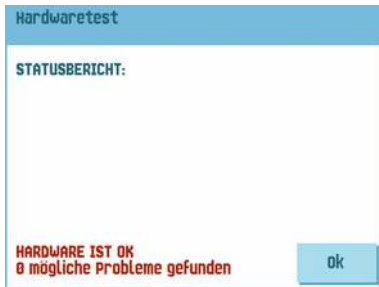 Hardwaretest
STATUSBERICHT:
HARDWARE IST OK
0 mögliche Probleme gefunden
ok